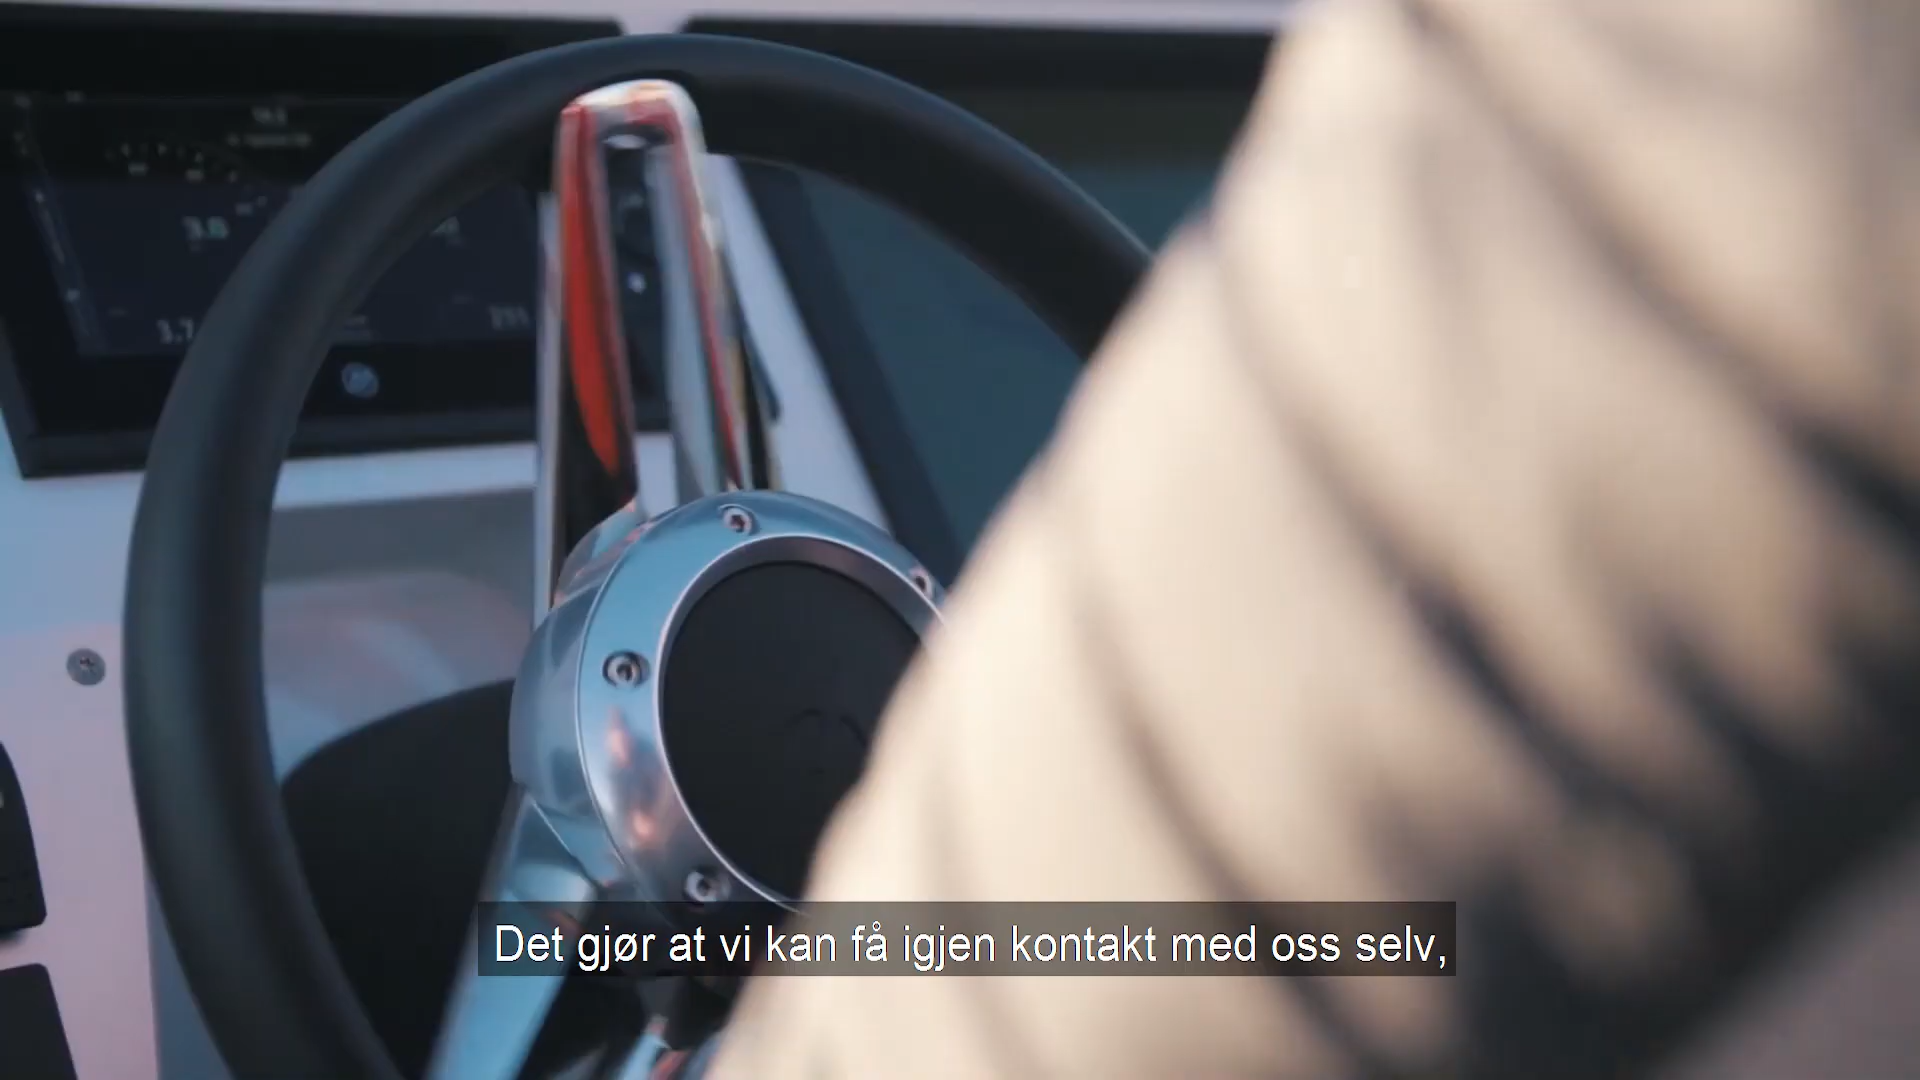 Det gjør at vi kan få igjen kontakt med oss selv,